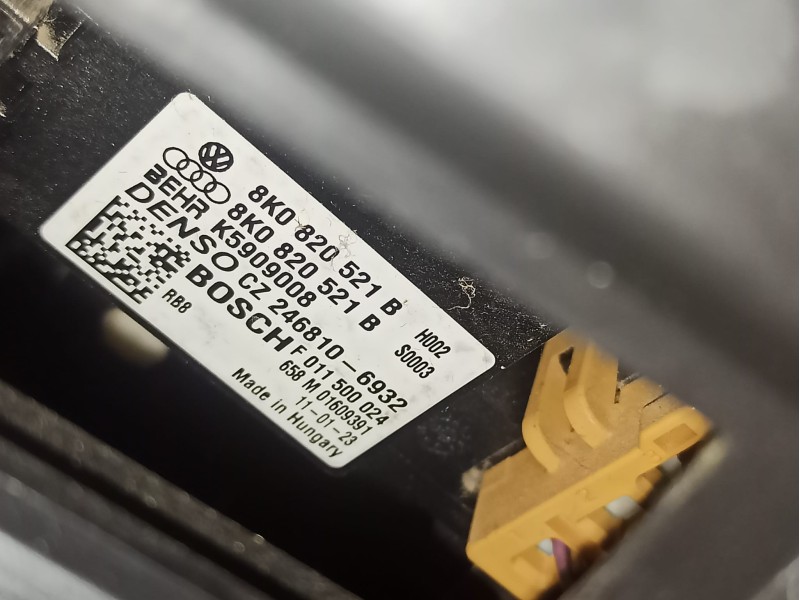 8K0 820 521 B H002
8K0 820 521 B S0003
BEHR K5909008
DENSO CZ 246810-6932
BOSCH F 011 500 024
658 M 01609391
RB8 11-01-23
Made in Hungary